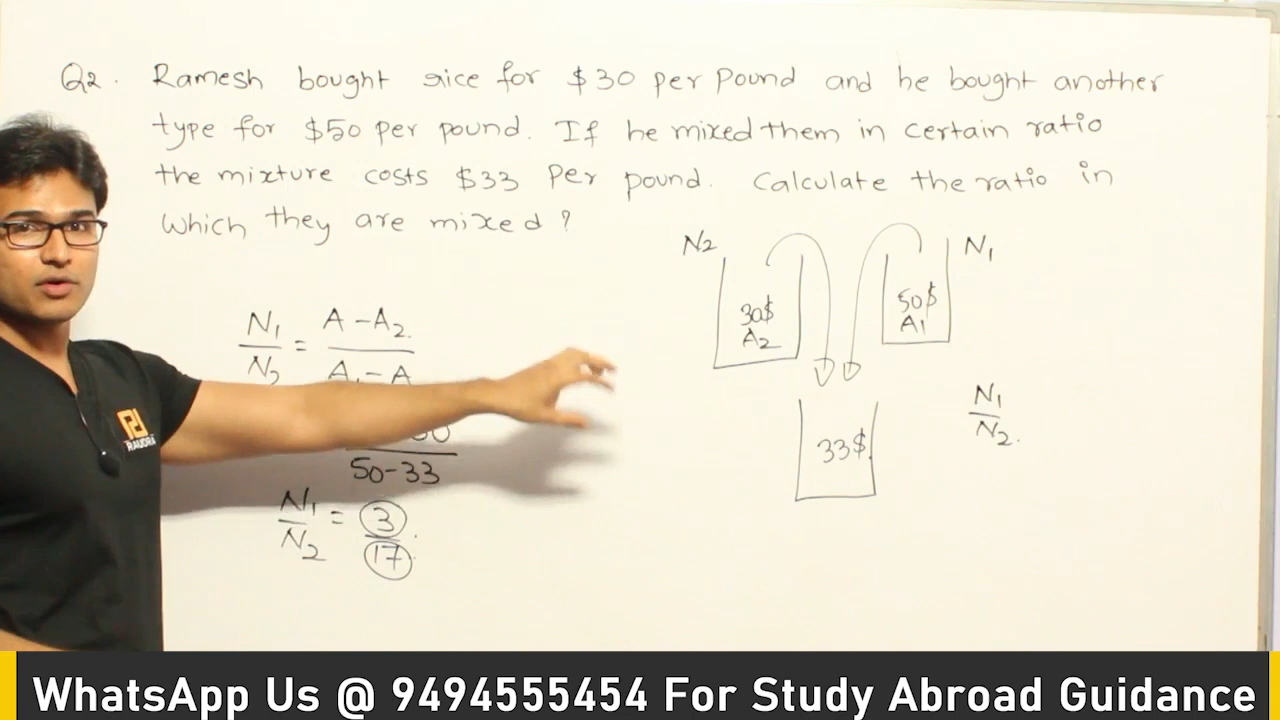 Q2. Ramesh bought rice for $30 per Pound and he bought another
type for $50 per pound. If he mixed them in certain ratio
the mixture costs $33 Per pound. Calculate the ratio in
which they are mixed?
N2
N1
30$
A2
50$
A1
33$
N1
N2.
N1
N2
=
A - A2
A1 - A
50-33
N1
N2
=
3
17
RAUDRA
WhatsApp Us @ 9494555454 For Study Abroad Guidance